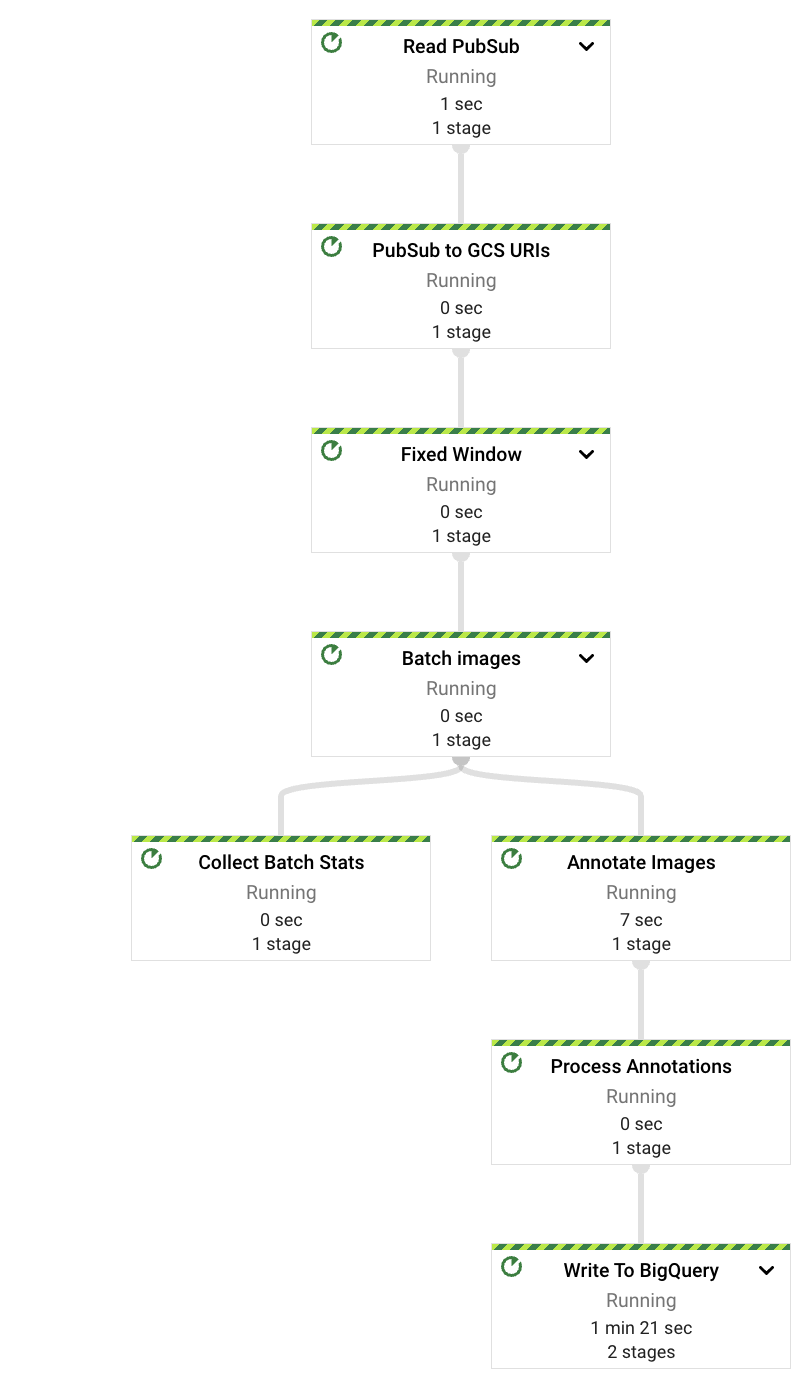 Read PubSub
Running
1 sec
1 stage
PubSub to GCS URIs
Running
0 sec
1 stage
Fixed Window
Running
0 sec
1 stage
Batch images
Running
0 sec
1 stage
Collect Batch Stats
Running
0 sec
1 stage
Annotate Images
Running
7 sec
1 stage
Process Annotations
Running
0 sec
1 stage
Write To BigQuery
Running
1 min 21 sec
2 stages